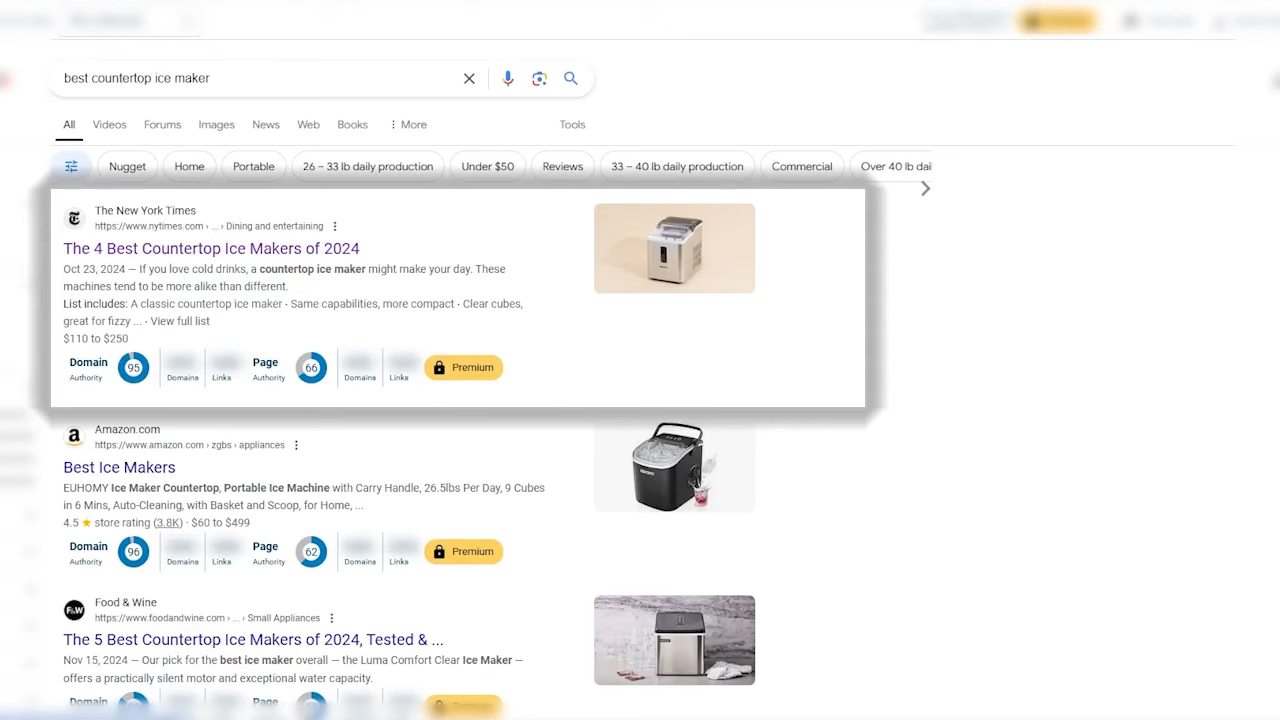 best countertop ice maker
All Videos Forums Images News Web Books More Tools
Nugget Home Portable 26 – 33 lb daily production Under $50 Reviews 33 – 40 lb daily production Commercial Over 40 lb dai
The New York Times
https://www.nytimes.com › ... › Dining and entertaining
The 4 Best Countertop Ice Makers of 2024
Oct 23, 2024 — If you love cold drinks, a countertop ice maker might make your day. These
machines tend to be more alike than different.
List includes: A classic countertop ice maker · Same capabilities, more compact · Clear cubes,
great for fizzy ... · View full list
$110 to $250
Domain 95 Page 66 Premium
Authority Domains Links Authority Domains Links
Amazon.com
https://www.amazon.com › zgbs › appliances
Best Ice Makers
EUHOMY Ice Maker Countertop, Portable Ice Machine with Carry Handle, 26.5lbs Per Day, 9 Cubes
in 6 Mins, Auto-Cleaning, with Basket and Scoop, for Home, ...
4.5 ★ store rating (3.8K) · $60 to $499
Domain 96 Page 62 Premium
Authority Domains Links Authority Domains Links
F&W
Food & Wine
https://www.foodandwine.com › ... › Small Appliances
The 5 Best Countertop Ice Makers of 2024, Tested & ...
Nov 15, 2024 — Our pick for the best ice maker overall — the Luma Comfort Clear Ice Maker —
offers a practically silent motor and exceptional water capacity.
Domain Page